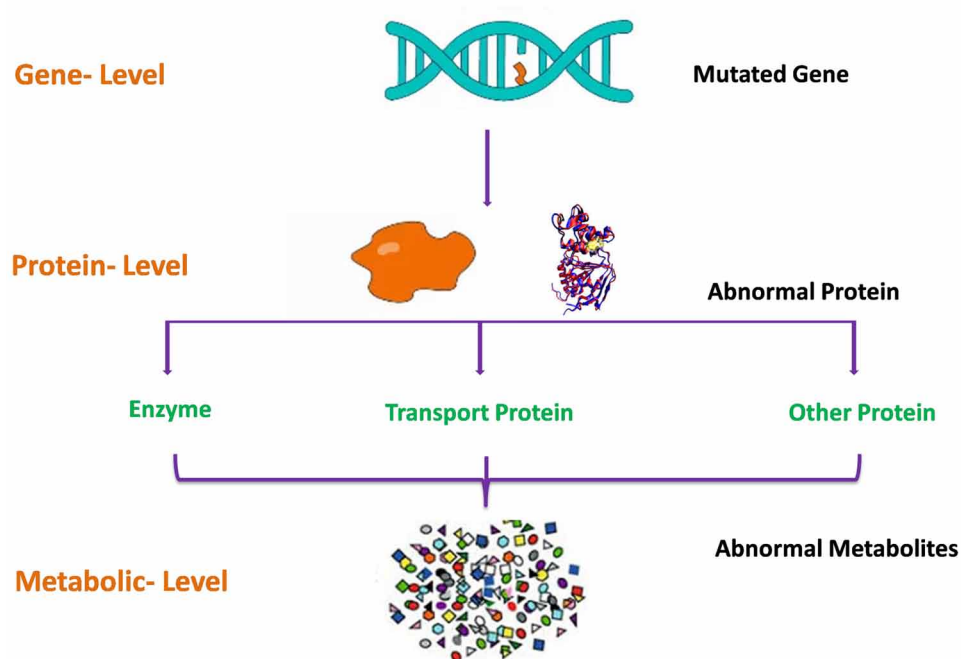 Gene- Level
Mutated Gene
Protein- Level
Abnormal Protein
Enzyme
Transport Protein
Other Protein
Abnormal Metabolites
Metabolic- Level